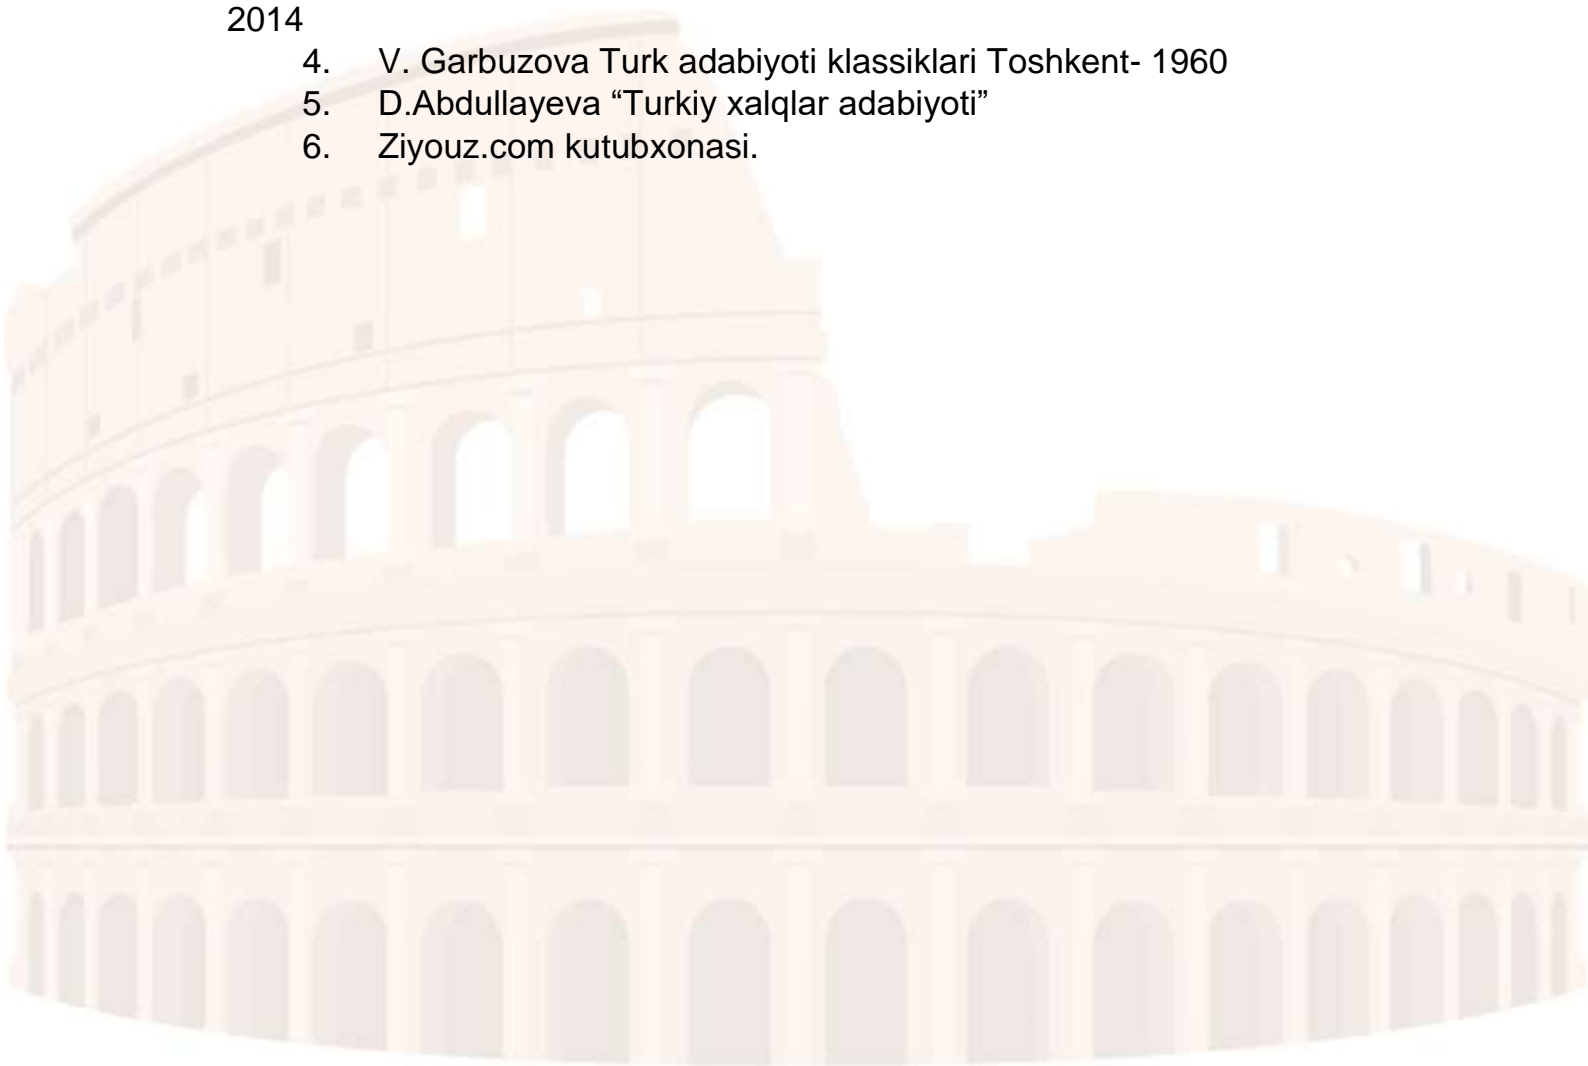 2014
4. V. Garbuzova Turk adabiyoti klassiklari Toshkent- 1960
5. D.Abdullayeva “Turkiy xalqlar adabiyoti”
6. Ziyouz.com kutubxonasi.